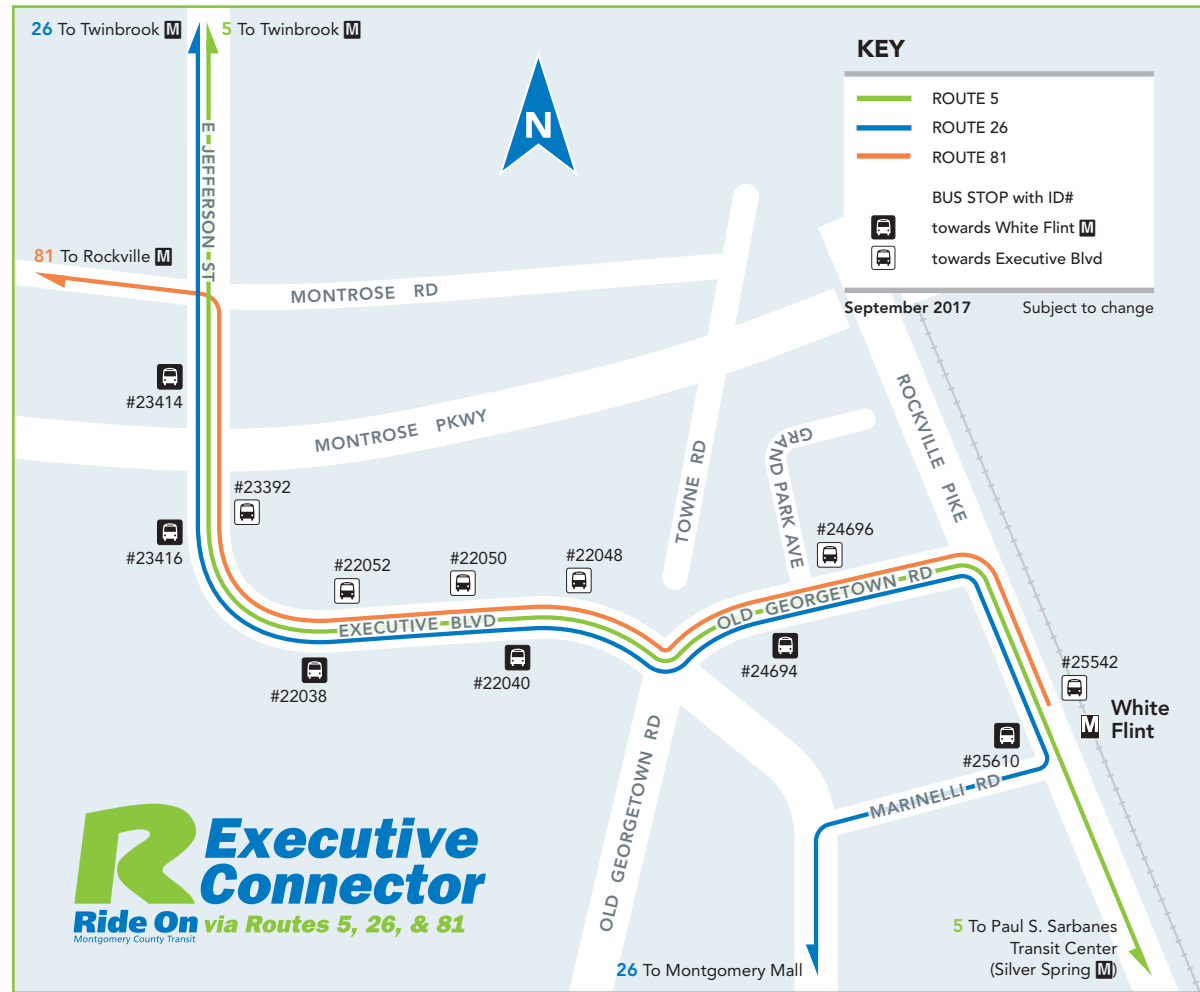 26 To Twinbrook M
5 To Twinbrook M
N
KEY
ROUTE 5
ROUTE 26
ROUTE 81
BUS STOP with ID#
towards White Flint M
towards Executive Blvd
September 2017
Subject to change
E JEFFERSON ST
81 To Rockville M
MONTROSE RD
#23414
MONTROSE PKWY
ROCKVILLE PIKE
TOWNE RD
GRAND PARK AVE
#23392
#23416
#22052
#22050
#22048
#24696
EXECUTIVE BLVD
OLD GEORGETOWN RD
#22038
#22040
#24694
#25542
M White
Flint
#25610
MARINELLI RD
OLD GEORGETOWN RD
R Executive
Connector
Ride On via Routes 5, 26, & 81
Montgomery County Transit
26 To Montgomery Mall
5 To Paul S. Sarbanes
Transit Center
(Silver Spring M)